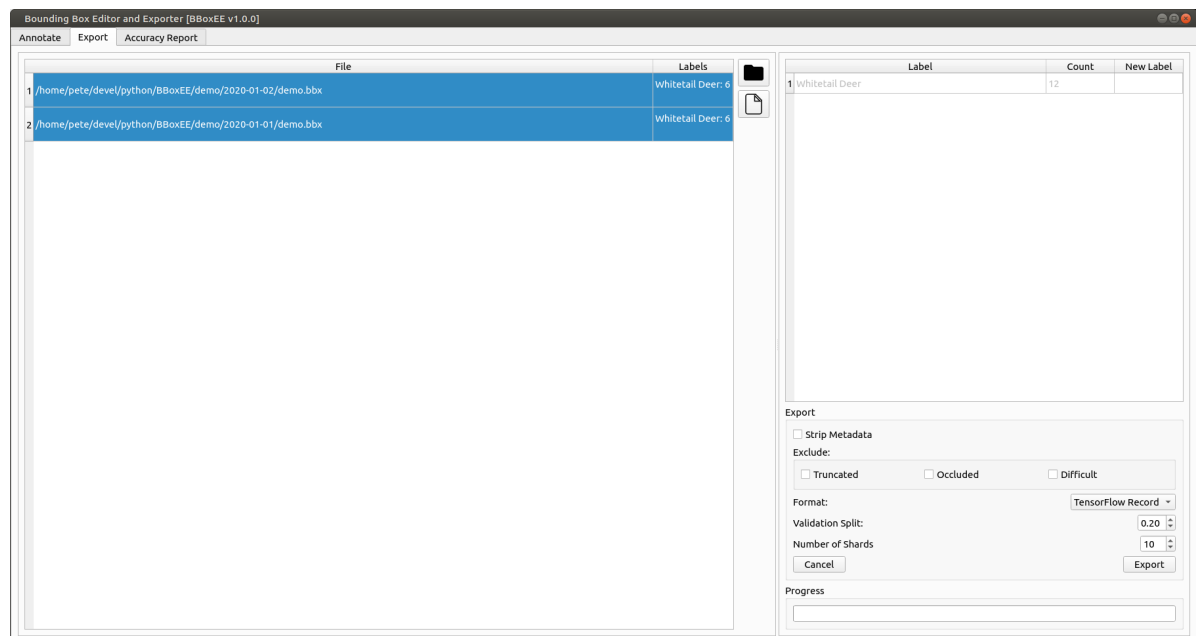 Bounding Box Editor and Exporter [BBoxEE v1.0.0]
Annotate Export Accuracy Report
File Labels
1 /home/pete/devel/python/BBoxEE/demo/2020-01-02/demo.bbx Whitetail Deer: 6
2 /home/pete/devel/python/BBoxEE/demo/2020-01-01/demo.bbx Whitetail Deer: 6
Label Count New Label
1 Whitetail Deer 12
Export
Strip Metadata
Exclude:
Truncated Occluded Difficult
Format: TensorFlow Record
Validation Split: 0.20
Number of Shards 10
Cancel Export
Progress